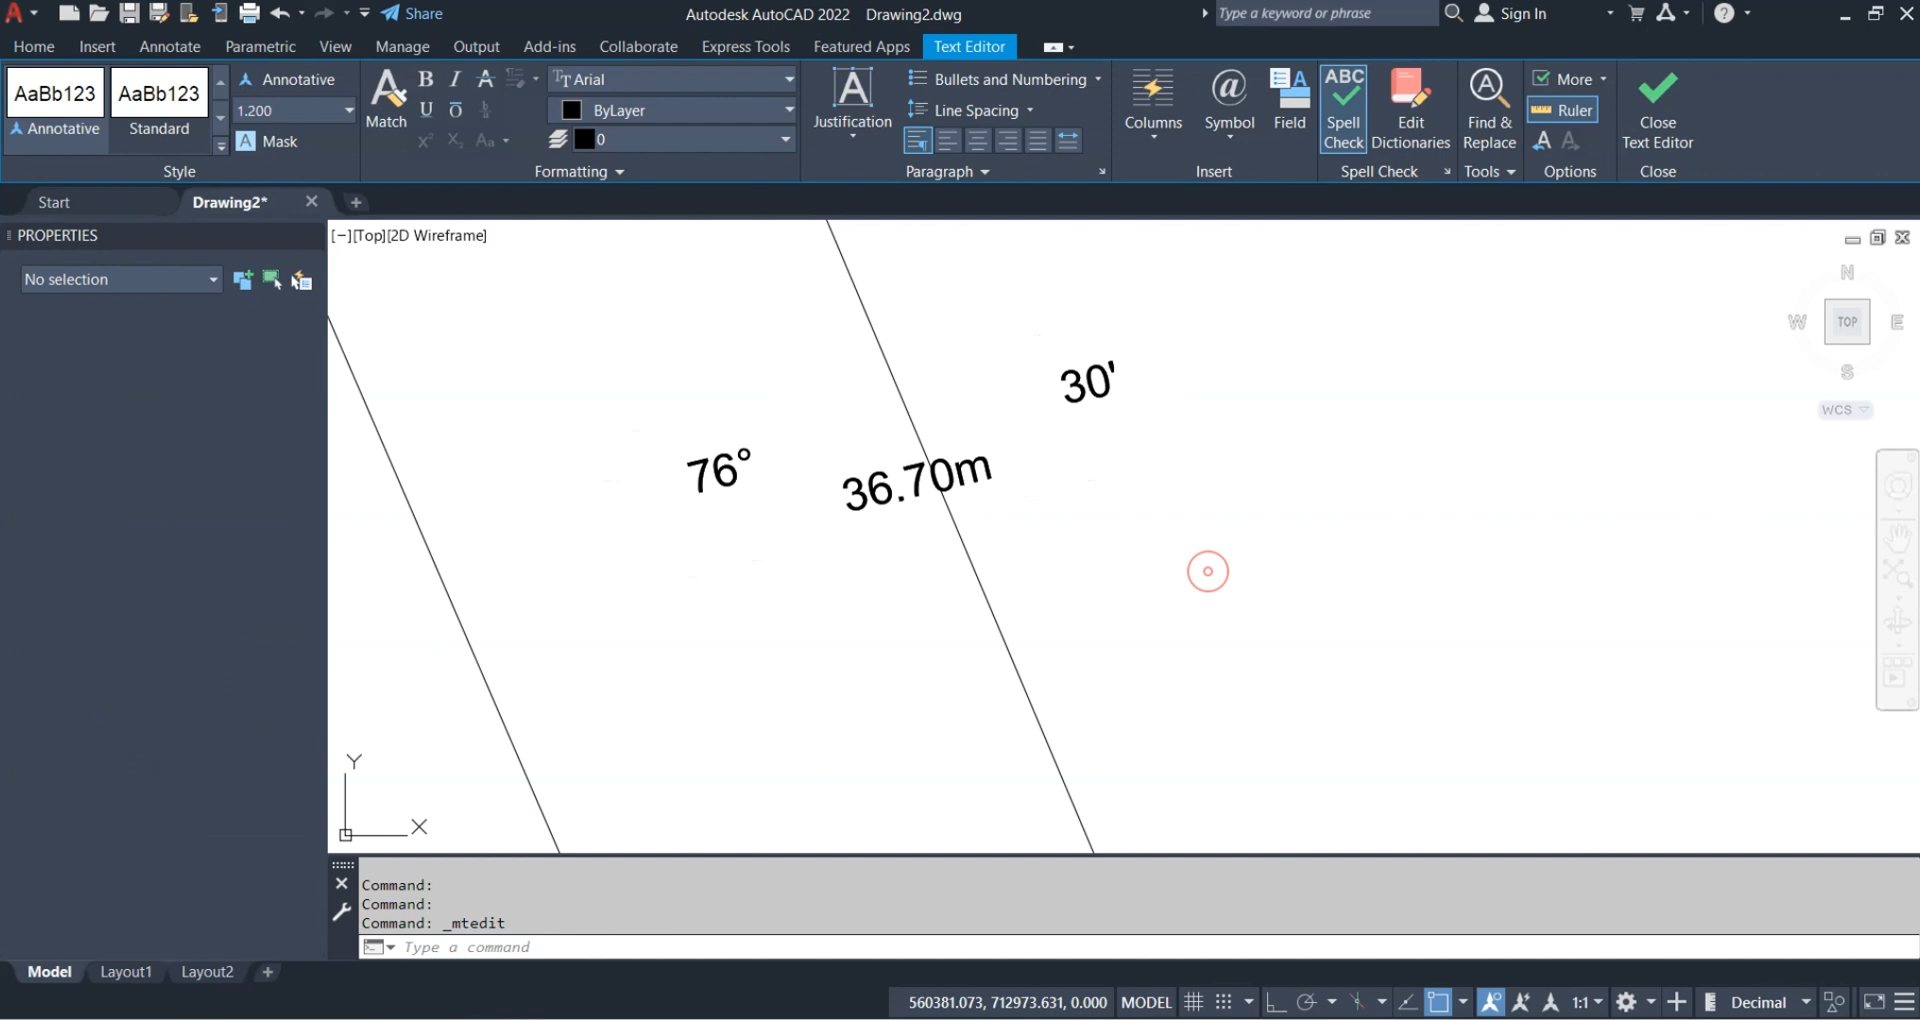 Share
Autodesk AutoCAD 2022 Drawing2.dwg
Type a keyword or phrase
Sign In
Home Insert Annotate Parametric View Manage Output Add-ins Collaborate Express Tools Featured Apps Text Editor
AaBb123 AaBb123
Annotative Standard
Annotative
1.200
Mask
Style
Match
Arial
ByLayer
0
Formatting
Justification
Bullets and Numbering
Line Spacing
Paragraph
Columns
Symbol
Field
Insert
ABC
Spell
Check
Edit
Dictionaries
Spell Check
Find &
Replace
Tools
More
Ruler
Options
Close
Text Editor
Close
Start
Drawing2*
PROPERTIES
No selection
[−][Top][2D Wireframe]
N
W TOP E
S
WCS
30'
76°
36.70m
Y
X
Command:
Command:
Command: _mtedit
Type a command
Model Layout1 Layout2
560381.073, 712973.631, 0.000 MODEL 1:1 Decimal